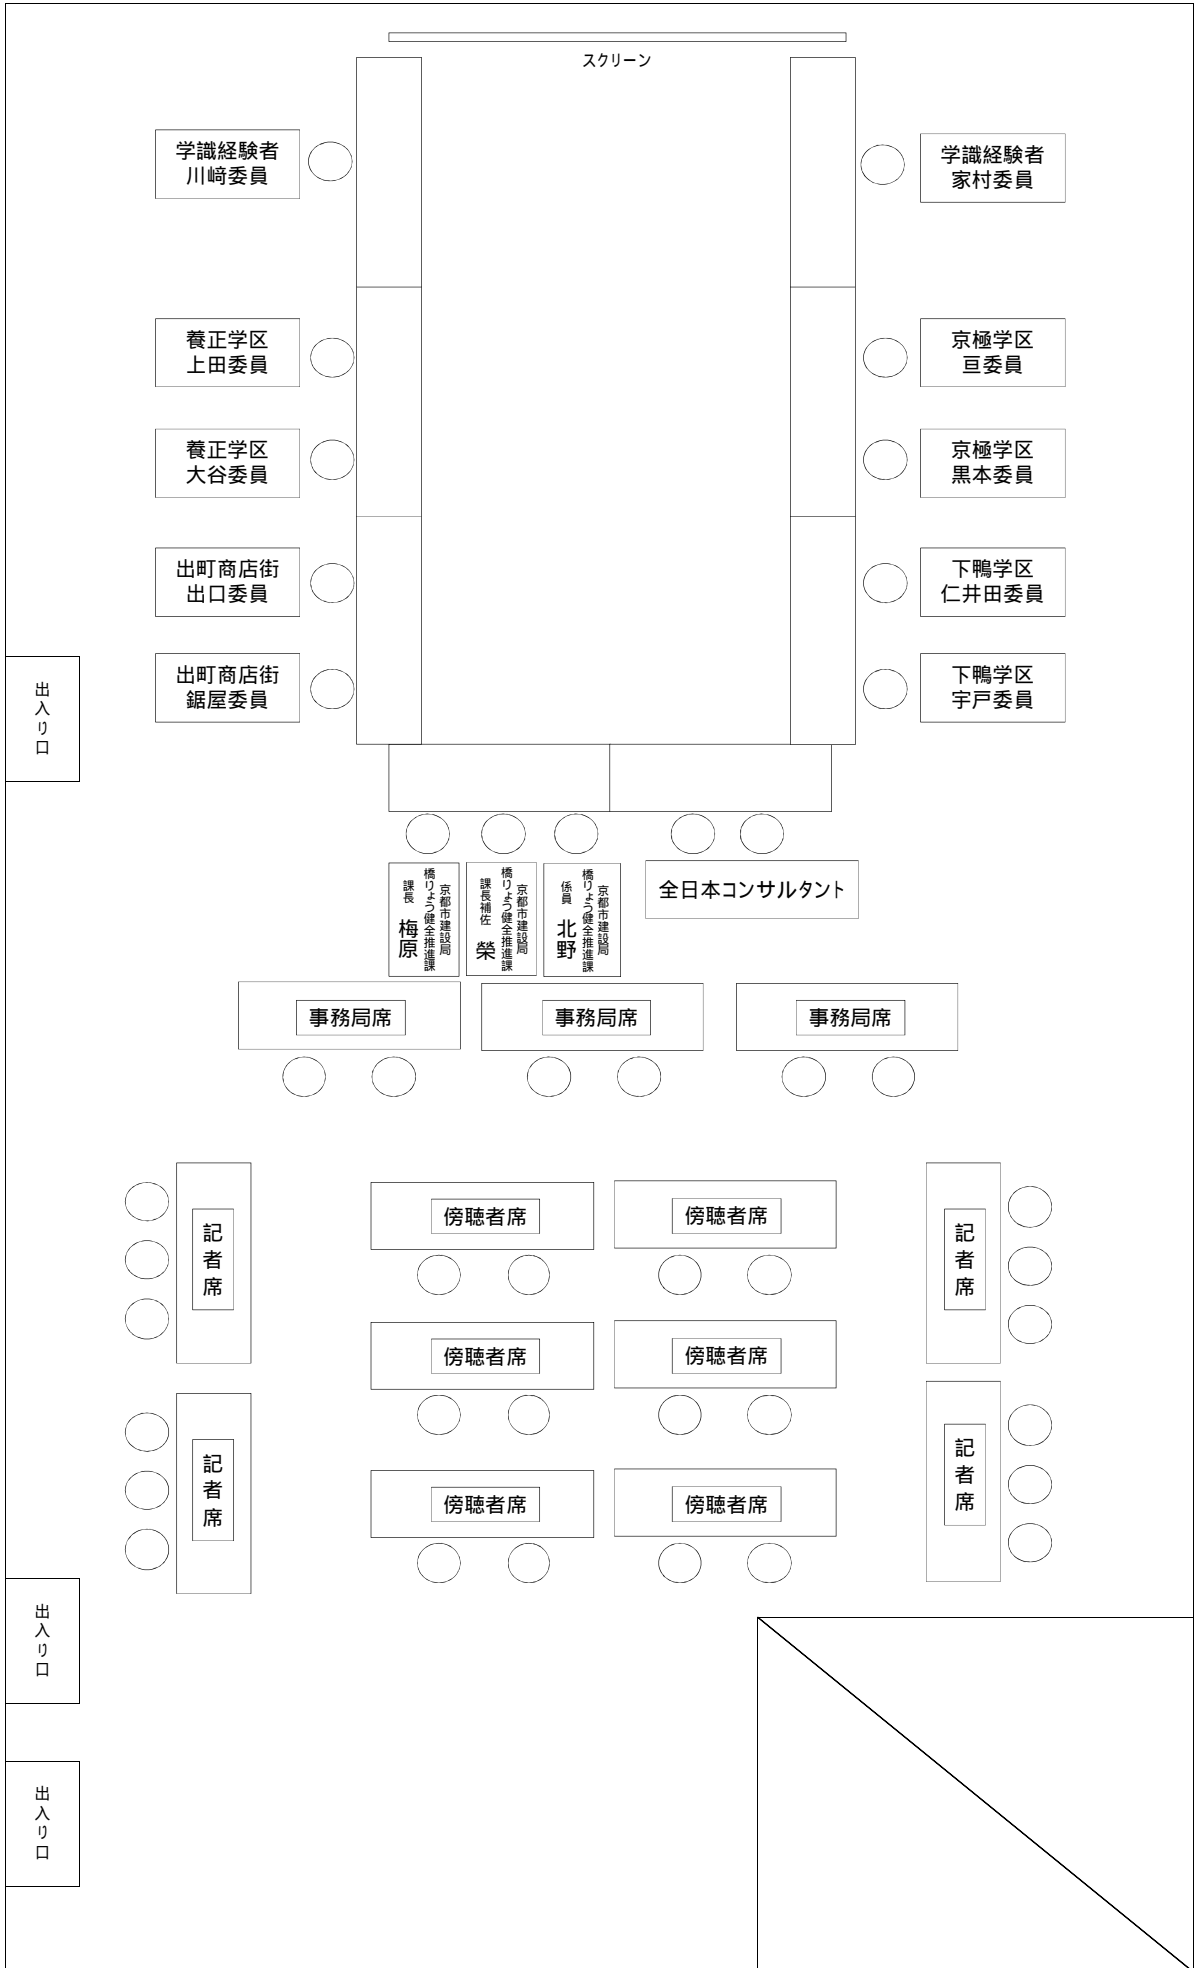 スクリーン
学識経験者
川﨑委員
学識経験者
家村委員
養正学区
上田委員
京極学区
亘委員
養正学区
大谷委員
京極学区
黒本委員
出町商店街
出口委員
下鴨学区
仁井田委員
出町商店街
鋸屋委員
下鴨学区
宇戸委員
出入り口
京都市建設局
橋りょう健全推進課
課長 梅原
京都市建設局
橋りょう健全推進課
課長補佐 榮
京都市建設局
橋りょう健全推進課
係員 北野
全日本コンサルタント
事務局席
事務局席
事務局席
記者席
傍聴者席
傍聴者席
記者席
傍聴者席
傍聴者席
記者席
傍聴者席
傍聴者席
記者席
出入り口
出入り口